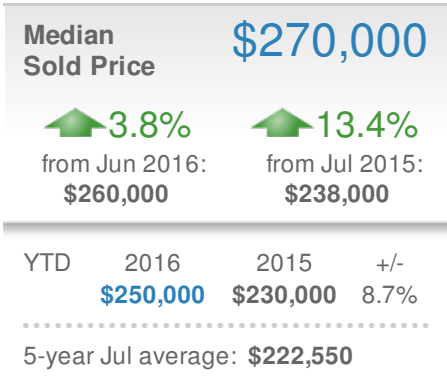 Median
Sold Price
$270,000
3.8%
13.4%
from Jun 2016:
from Jul 2015:
$260,000
$238,000
YTD 2016 2015 +/-
$250,000 $230,000 8.7%
5-year Jul average: $222,550